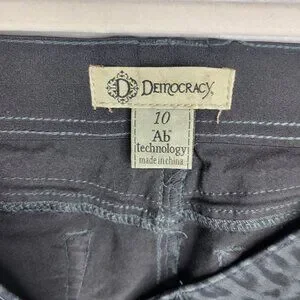 D DEMOCRACY
10
Ab
technology
made in china